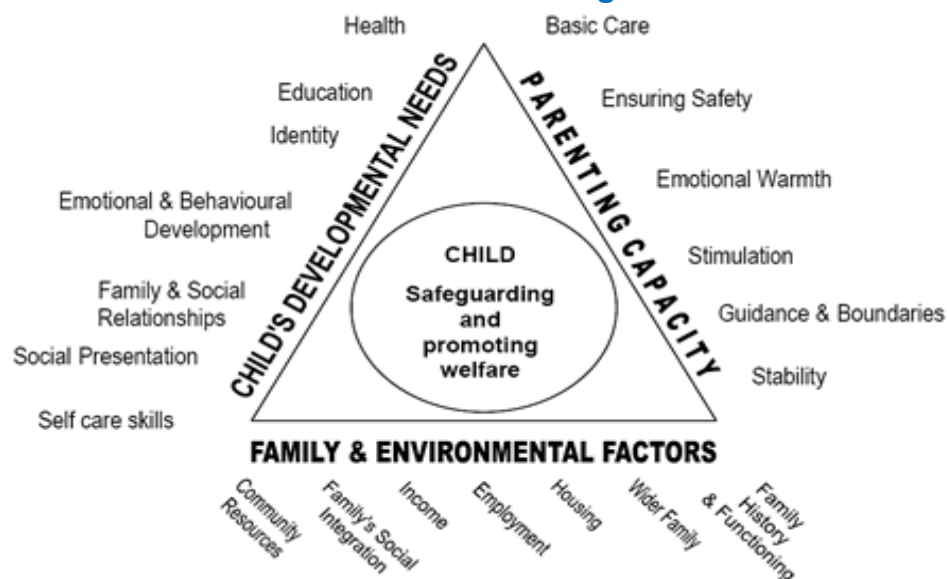 Health
Education
Identity
Emotional & Behavioural
Development
Family & Social
Relationships
Social Presentation
Self care skills
CHILD'S DEVELOPMENTAL NEEDS
Basic Care
Ensuring Safety
Emotional Warmth
Stimulation
Guidance & Boundaries
Stability
PARENTING CAPACITY
CHILD
Safeguarding
and
promoting
welfare
FAMILY & ENVIRONMENTAL FACTORS
Community
Resources
Family's Social
Integration
Income
Employment
Housing
Wider Family
Family
History
& Functioning